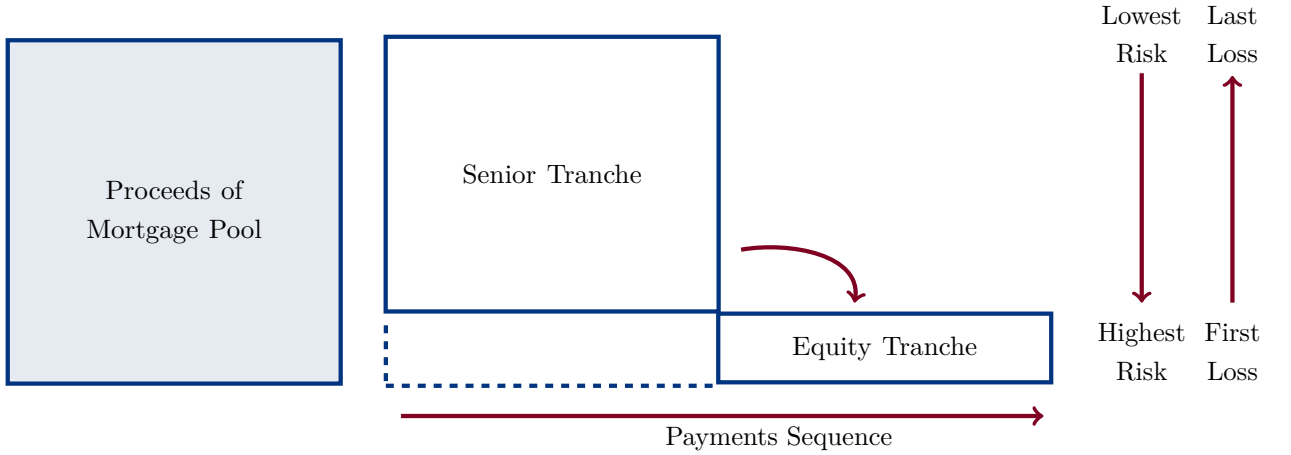 Proceeds of
Mortgage Pool
Senior Tranche
Equity Tranche
Payments Sequence
Lowest
Risk
Last
Loss
Highest
Risk
First
Loss